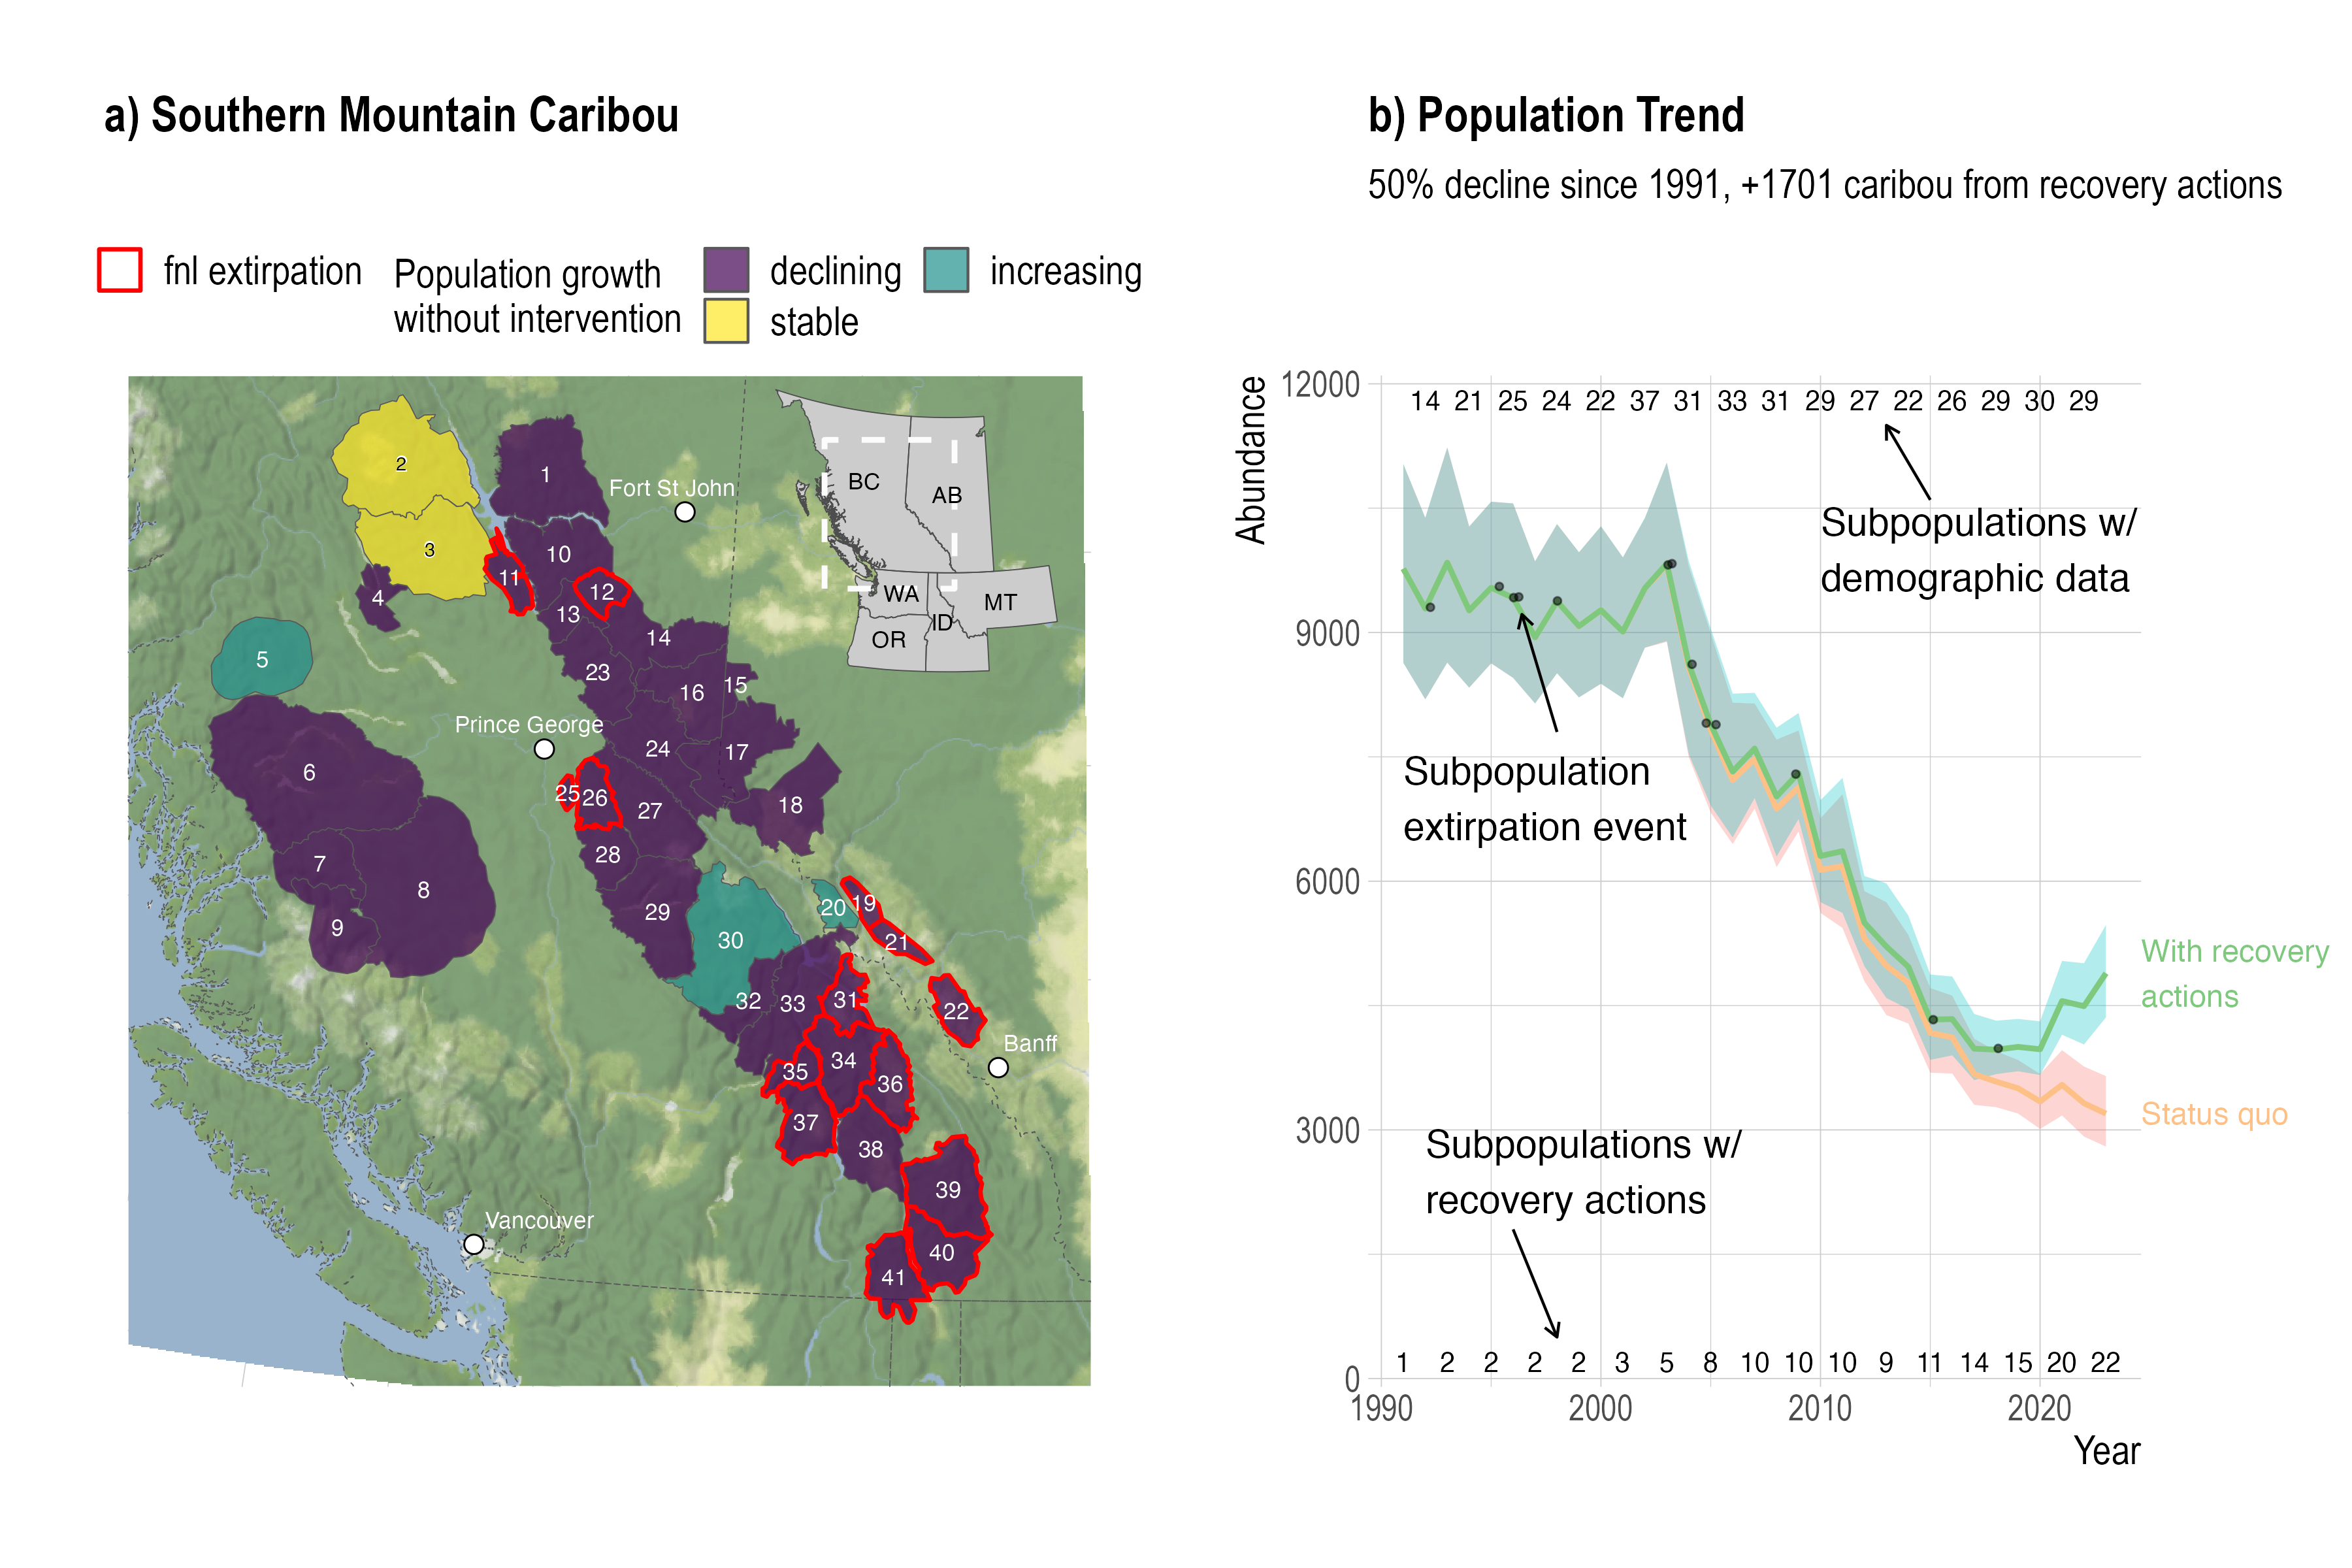 a) Southern Mountain Caribou
fnl extirpation
Population growth
without intervention
declining
increasing
stable
2
1
Fort St John
3
10
11
12
4
13
14
5
23
16
15
Prince George
24
17
6
25
26
27
18
28
7
8
29
9
20
19
30
21
32
33
31
22
Banff
34
35
36
37
38
39
Vancouver
40
41
BC
AB
WA
MT
ID
OR
b) Population Trend
50% decline since 1991, +1701 caribou from recovery actions
Abundance
12000
9000
6000
3000
0
14 21 25 24 22 37 31 33 31 29 27 22 26 29 30 29
Subpopulations w/
demographic data
Subpopulation
extirpation event
With recovery
actions
Status quo
Subpopulations w/
recovery actions
1 2 2 2 2 3 5 8 10 10 10 9 11 14 15 20 22
1990 2000 2010 2020
Year